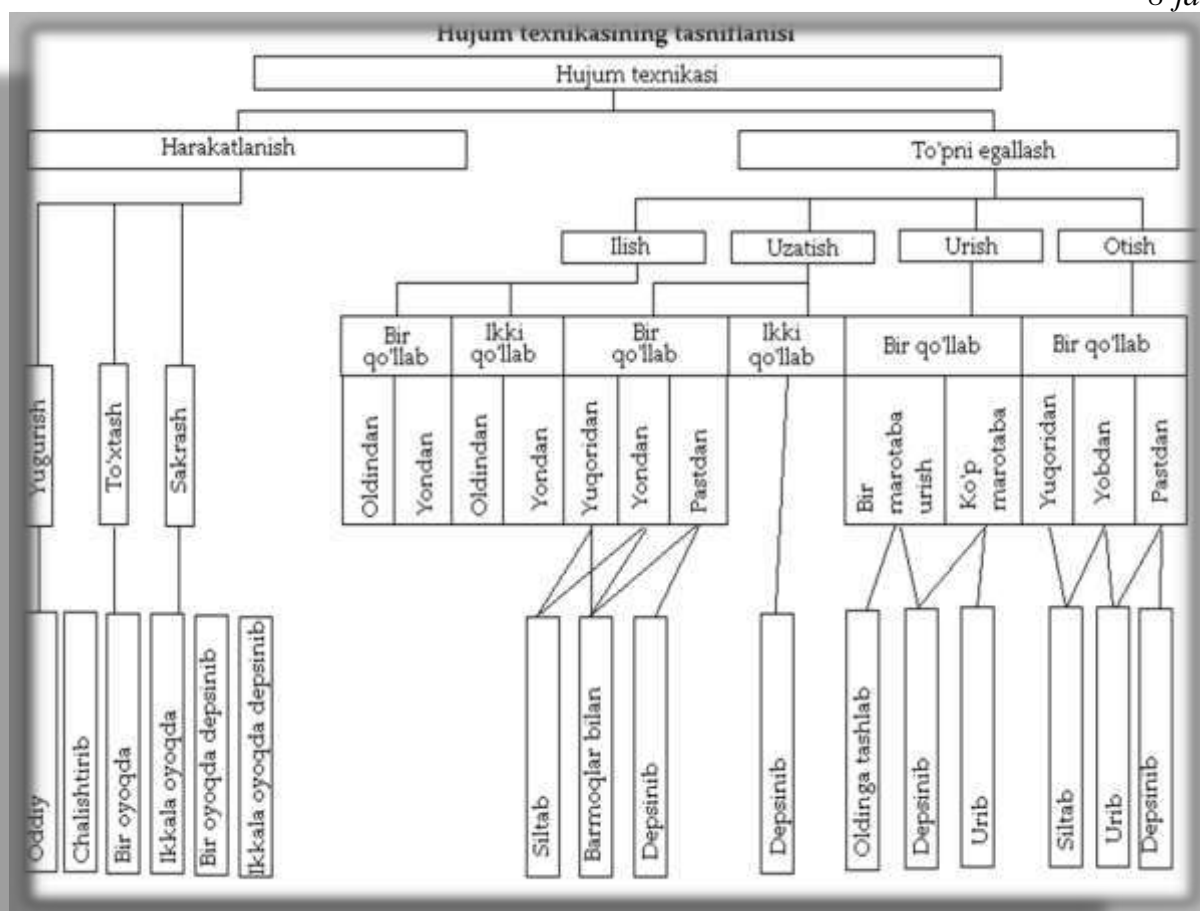 Hujum texnikasining tasniflanisi
Hujum texnikasi
Harakatlanish
To'pni egallash
Ilish
Uzatish
Urish
Otish
Bir
qo'llab
Ikki
qo'llab
Bir
qo'llab
Ikki
qo'llab
Bir qo'llab
Bir qo'llab
Yugurish
To'xtash
Sakrash
Oldindan
Yondan
Oldindan
Yondan
Yuqoridan
Yondan
Pastdan
Bir
marotaba
urish
Ko'p
marotaba
Yuqoridan
Yobdan
Pastdan
Oddiy
Chalishtirib
Bir oyoqda
Ikkala oyoqda
Bir oyoqda depsinib
Ikkala oyoqda depsinib
Siltab
Barmoqlar bilan
Depsinib
Depsinib
Oldinga tashlab
Depsinib
Urib
Siltab
Urib
Depsinib